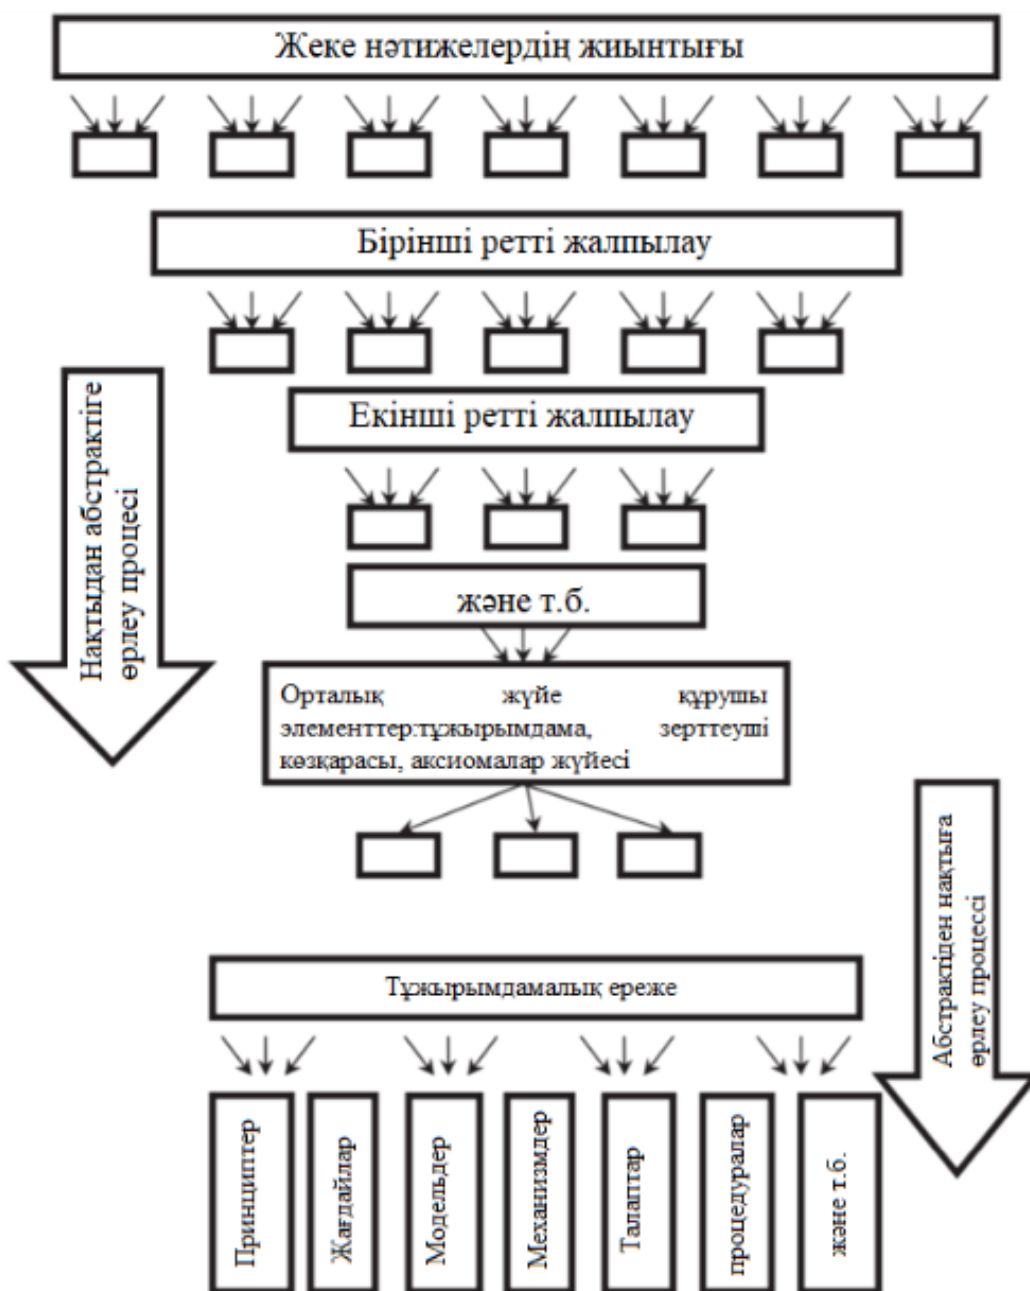 Жеке нәтижелердің жиынтығы
Бірінші ретті жалпылау
Екінші ретті жалпылау
Нақтыдан абстрактіге
өрлеу процесі
және т.б.
Орталық жүйе құрушы
элементтер:тұжырымдама, зерттеуші
көзқарасы, аксиомалар жүйесі
Абстрактіден нақтыға
өрлеу процессі
Тұжырымдамалық ереже
Принциптер
Жағдайлар
Модельдер
Механизмдер
Талаптар
процедуралар
және т.б.